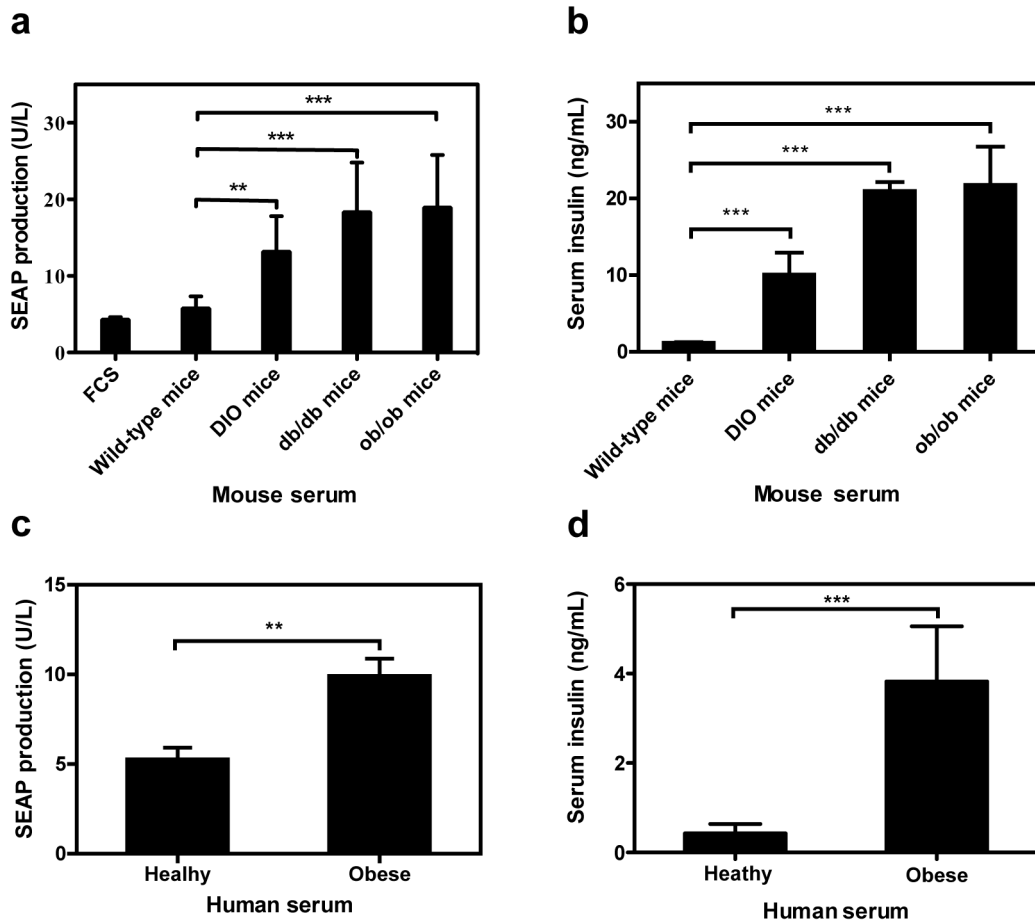 a
SEAP production (U/L)
30
20
10
0
***
***
**
FCS
Wild-type mice
DIO mice
db/db mice
ob/ob mice
Mouse serum
b
Serum insulin (ng/mL)
30
20
10
0
***
***
***
Wild-type mice
DIO mice
db/db mice
ob/ob mice
Mouse serum
c
SEAP production (U/L)
15
10
5
0
**
Healhy
Obese
Human serum
d
Serum insulin (ng/mL)
6
4
2
0
***
Heathy
Obese
Human serum